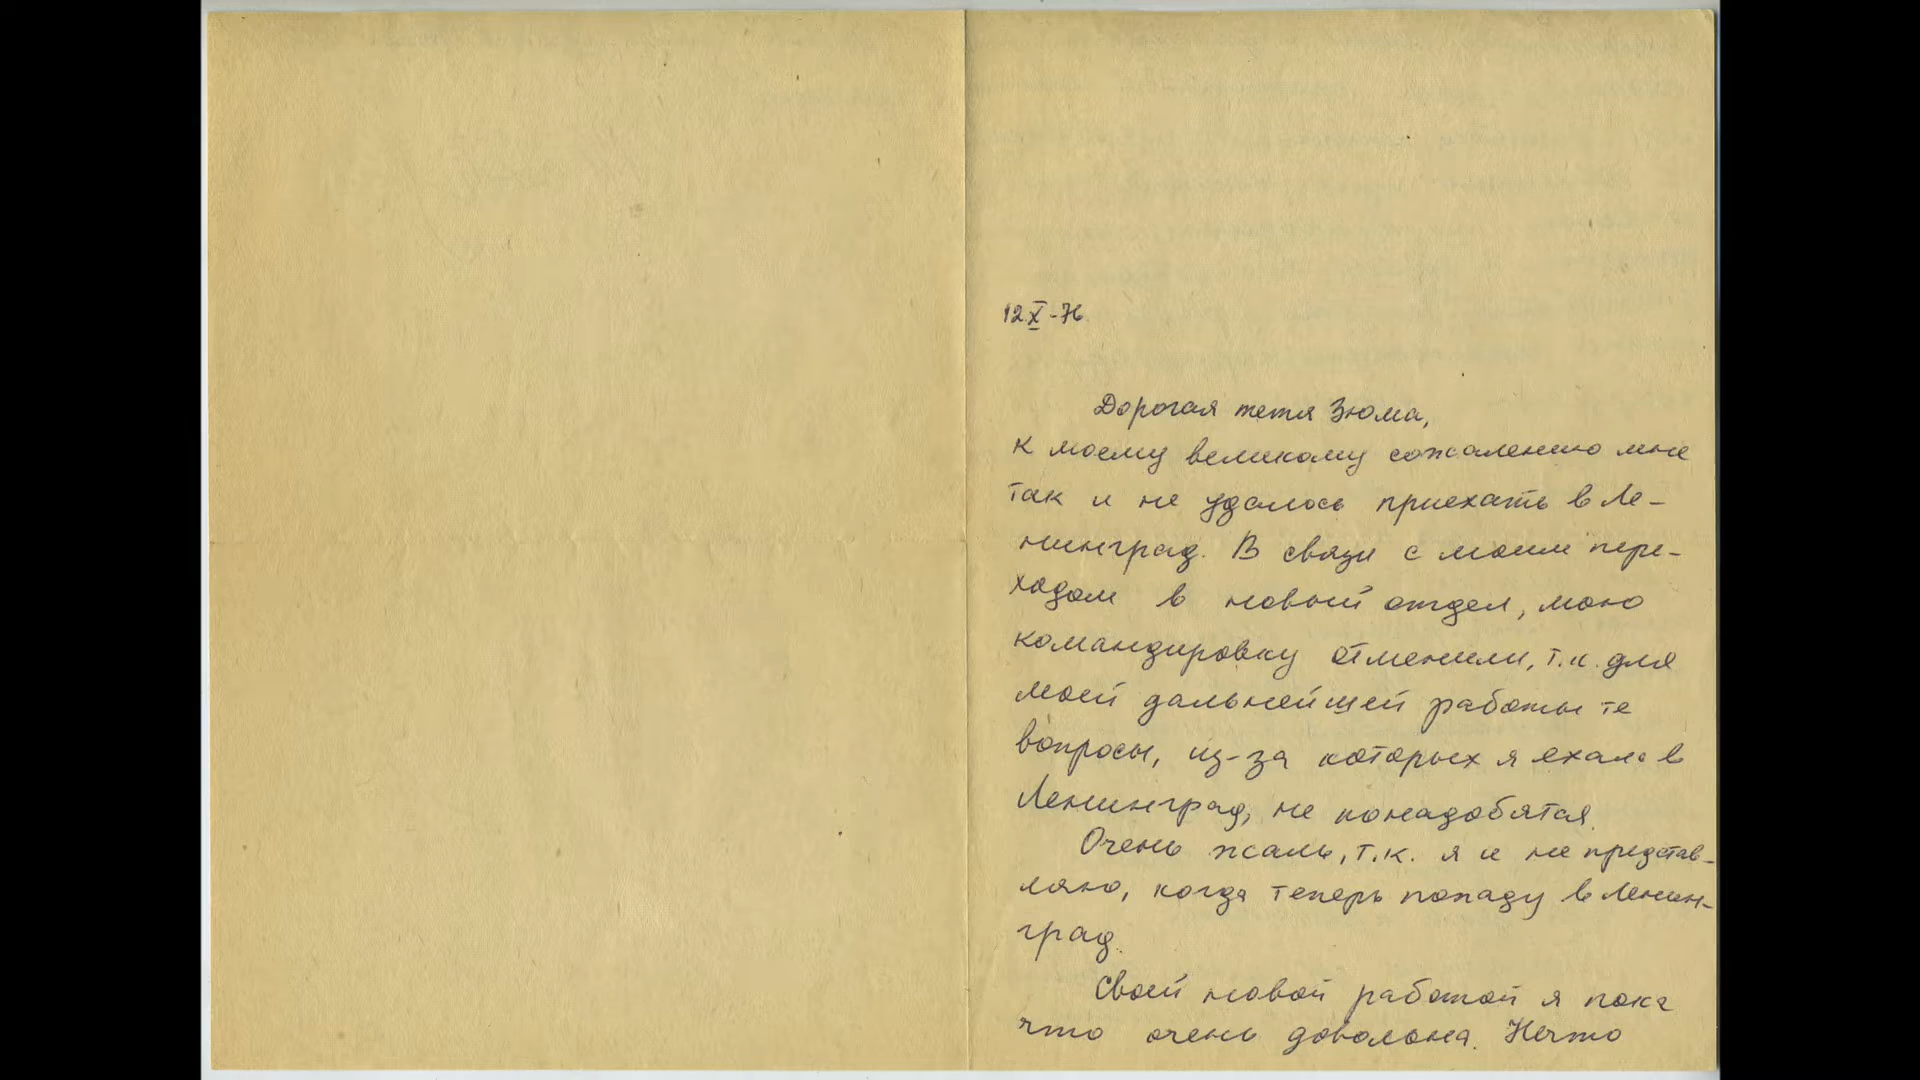 12.X-76.
Дорогая тетя Зюма,
к моему великому сожалению мне
так и не удалось приехать в Ле-
нинград. В связи с моим пере-
ходом в новый отдел, мою
командировку отменили, т.к. для
моей дальнейшей работы те
вопросы, из-за которых я ехала в
Ленинград, не понадобятся.
Очень жаль, т.к. я и не представ-
ляю, когда теперь попаду в Ленин-
град.
Своей новой работой я пока
что очень довольна. Нечто